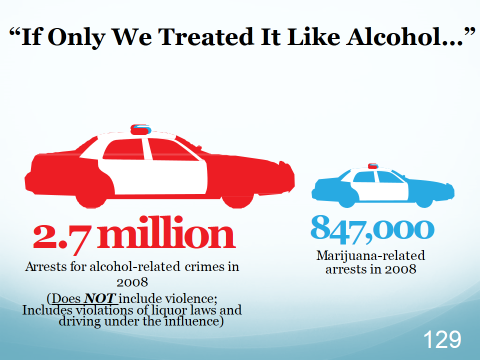 “If Only We Treated It Like Alcohol…”
2.7 million
Arrests for alcohol-related crimes in
2008
(Does NOT include violence;
Includes violations of liquor laws and
driving under the influence)
847,000
Marijuana-related
arrests in 2008
129